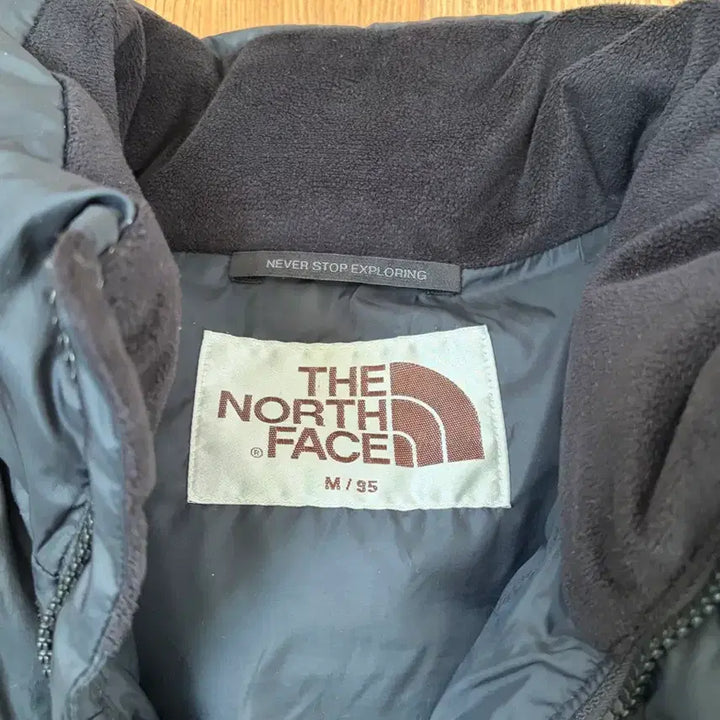 NEVER STOP EXPLORING
THE
NORTH
® FACE
M / 95